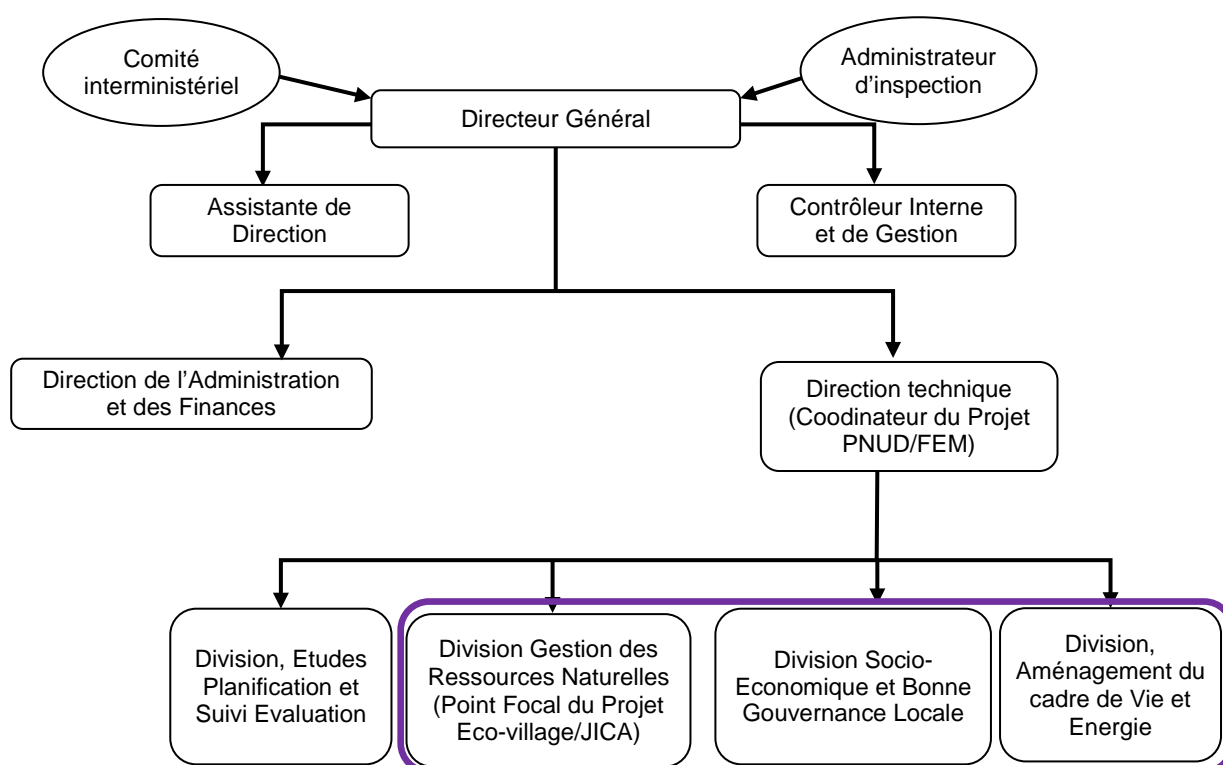 Comité
interministériel
Administrateur
d’inspection
Directeur Général
Assistante de
Direction
Contrôleur Interne
et de Gestion
Direction de l’Administration
et des Finances
Direction technique
(Coodinateur du Projet
PNUD/FEM)
Division, Etudes
Planification et
Suivi Evaluation
Division Gestion des
Ressources Naturelles
(Point Focal du Projet
Eco-village/JICA)
Division Socio-
Economique et Bonne
Gouvernance Locale
Division,
Aménagement du
cadre de Vie et
Energie